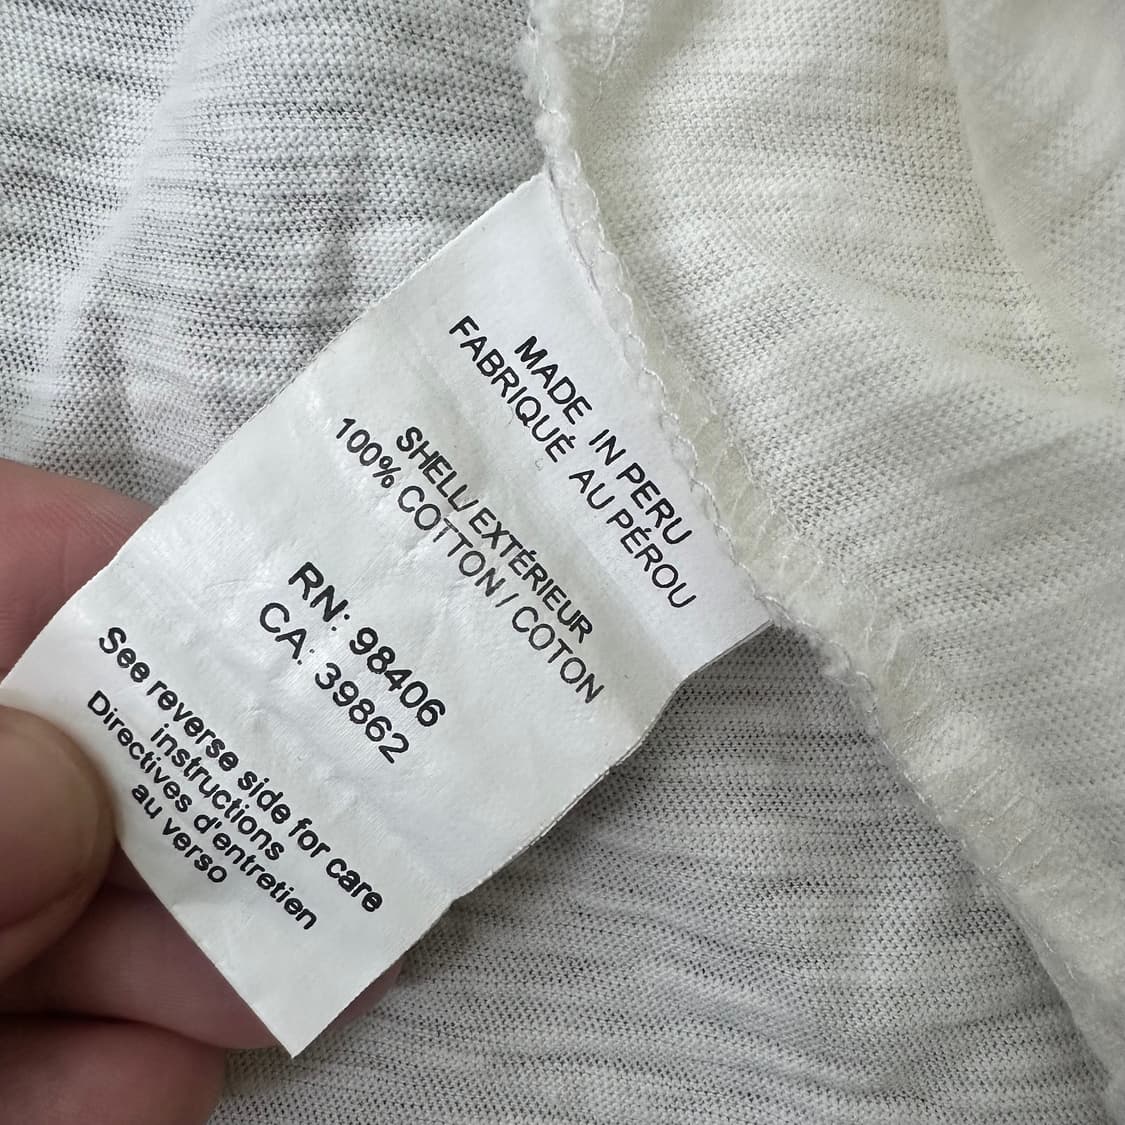 MADE IN PERU
FABRIQUÉ AU PÉROU
SHELL/EXTÉRIEUR
100% COTTON / COTON
RN: 98406
CA: 39862
See reverse side for care
instructions
Directives d'entretien
au verso